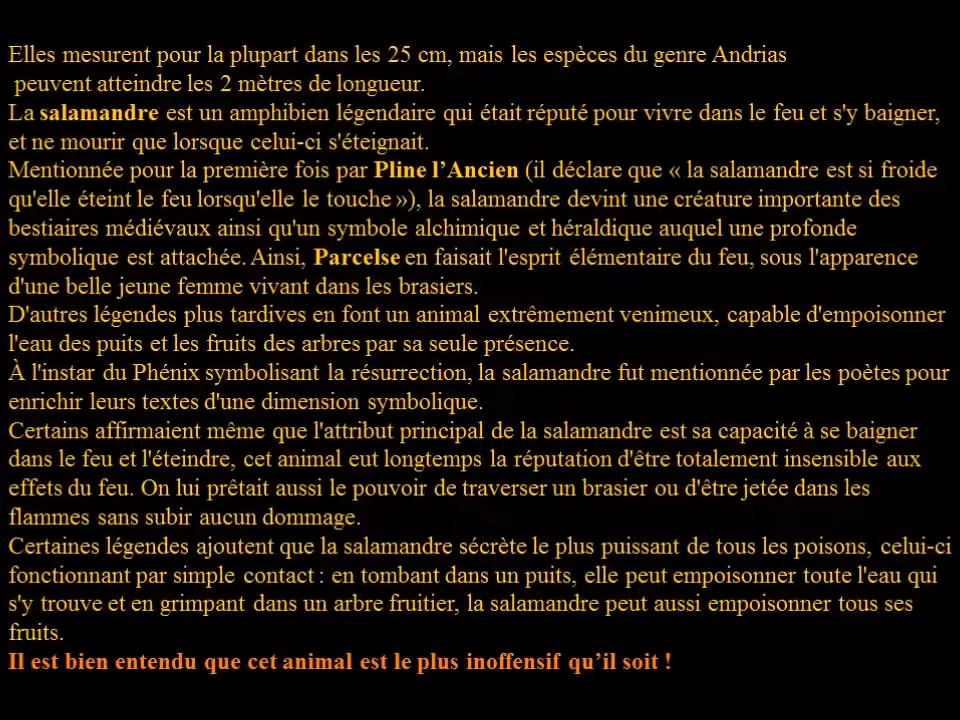 Elles mesurent pour la plupart dans les 25 cm, mais les espèces du genre Andrias
peuvent atteindre les 2 mètres de longueur.
La salamandre est un amphibien légendaire qui était réputé pour vivre dans le feu et s'y baigner,
et ne mourir que lorsque celui-ci s'éteignait.
Mentionnée pour la première fois par Pline l’Ancien (il déclare que « la salamandre est si froide
qu'elle éteint le feu lorsqu'elle le touche »), la salamandre devint une créature importante des
bestiaires médiévaux ainsi qu'un symbole alchimique et héraldique auquel une profonde
symbolique est attachée. Ainsi, Parcelse en faisait l'esprit élémentaire du feu, sous l'apparence
d'une belle jeune femme vivant dans les brasiers.
D'autres légendes plus tardives en font un animal extrêmement venimeux, capable d'empoisonner
l'eau des puits et les fruits des arbres par sa seule présence.
À l'instar du Phénix symbolisant la résurrection, la salamandre fut mentionnée par les poètes pour
enrichir leurs textes d'une dimension symbolique.
Certains affirmaient même que l'attribut principal de la salamandre est sa capacité à se baigner
dans le feu et l'éteindre, cet animal eut longtemps la réputation d'être totalement insensible aux
effets du feu. On lui prêtait aussi le pouvoir de traverser un brasier ou d'être jetée dans les
flammes sans subir aucun dommage.
Certaines légendes ajoutent que la salamandre sécrète le plus puissant de tous les poisons, celui-ci
fonctionnant par simple contact : en tombant dans un puits, elle peut empoisonner toute l'eau qui
s'y trouve et en grimpant dans un arbre fruitier, la salamandre peut aussi empoisonner tous ses
fruits.
Il est bien entendu que cet animal est le plus inoffensif qu’il soit !